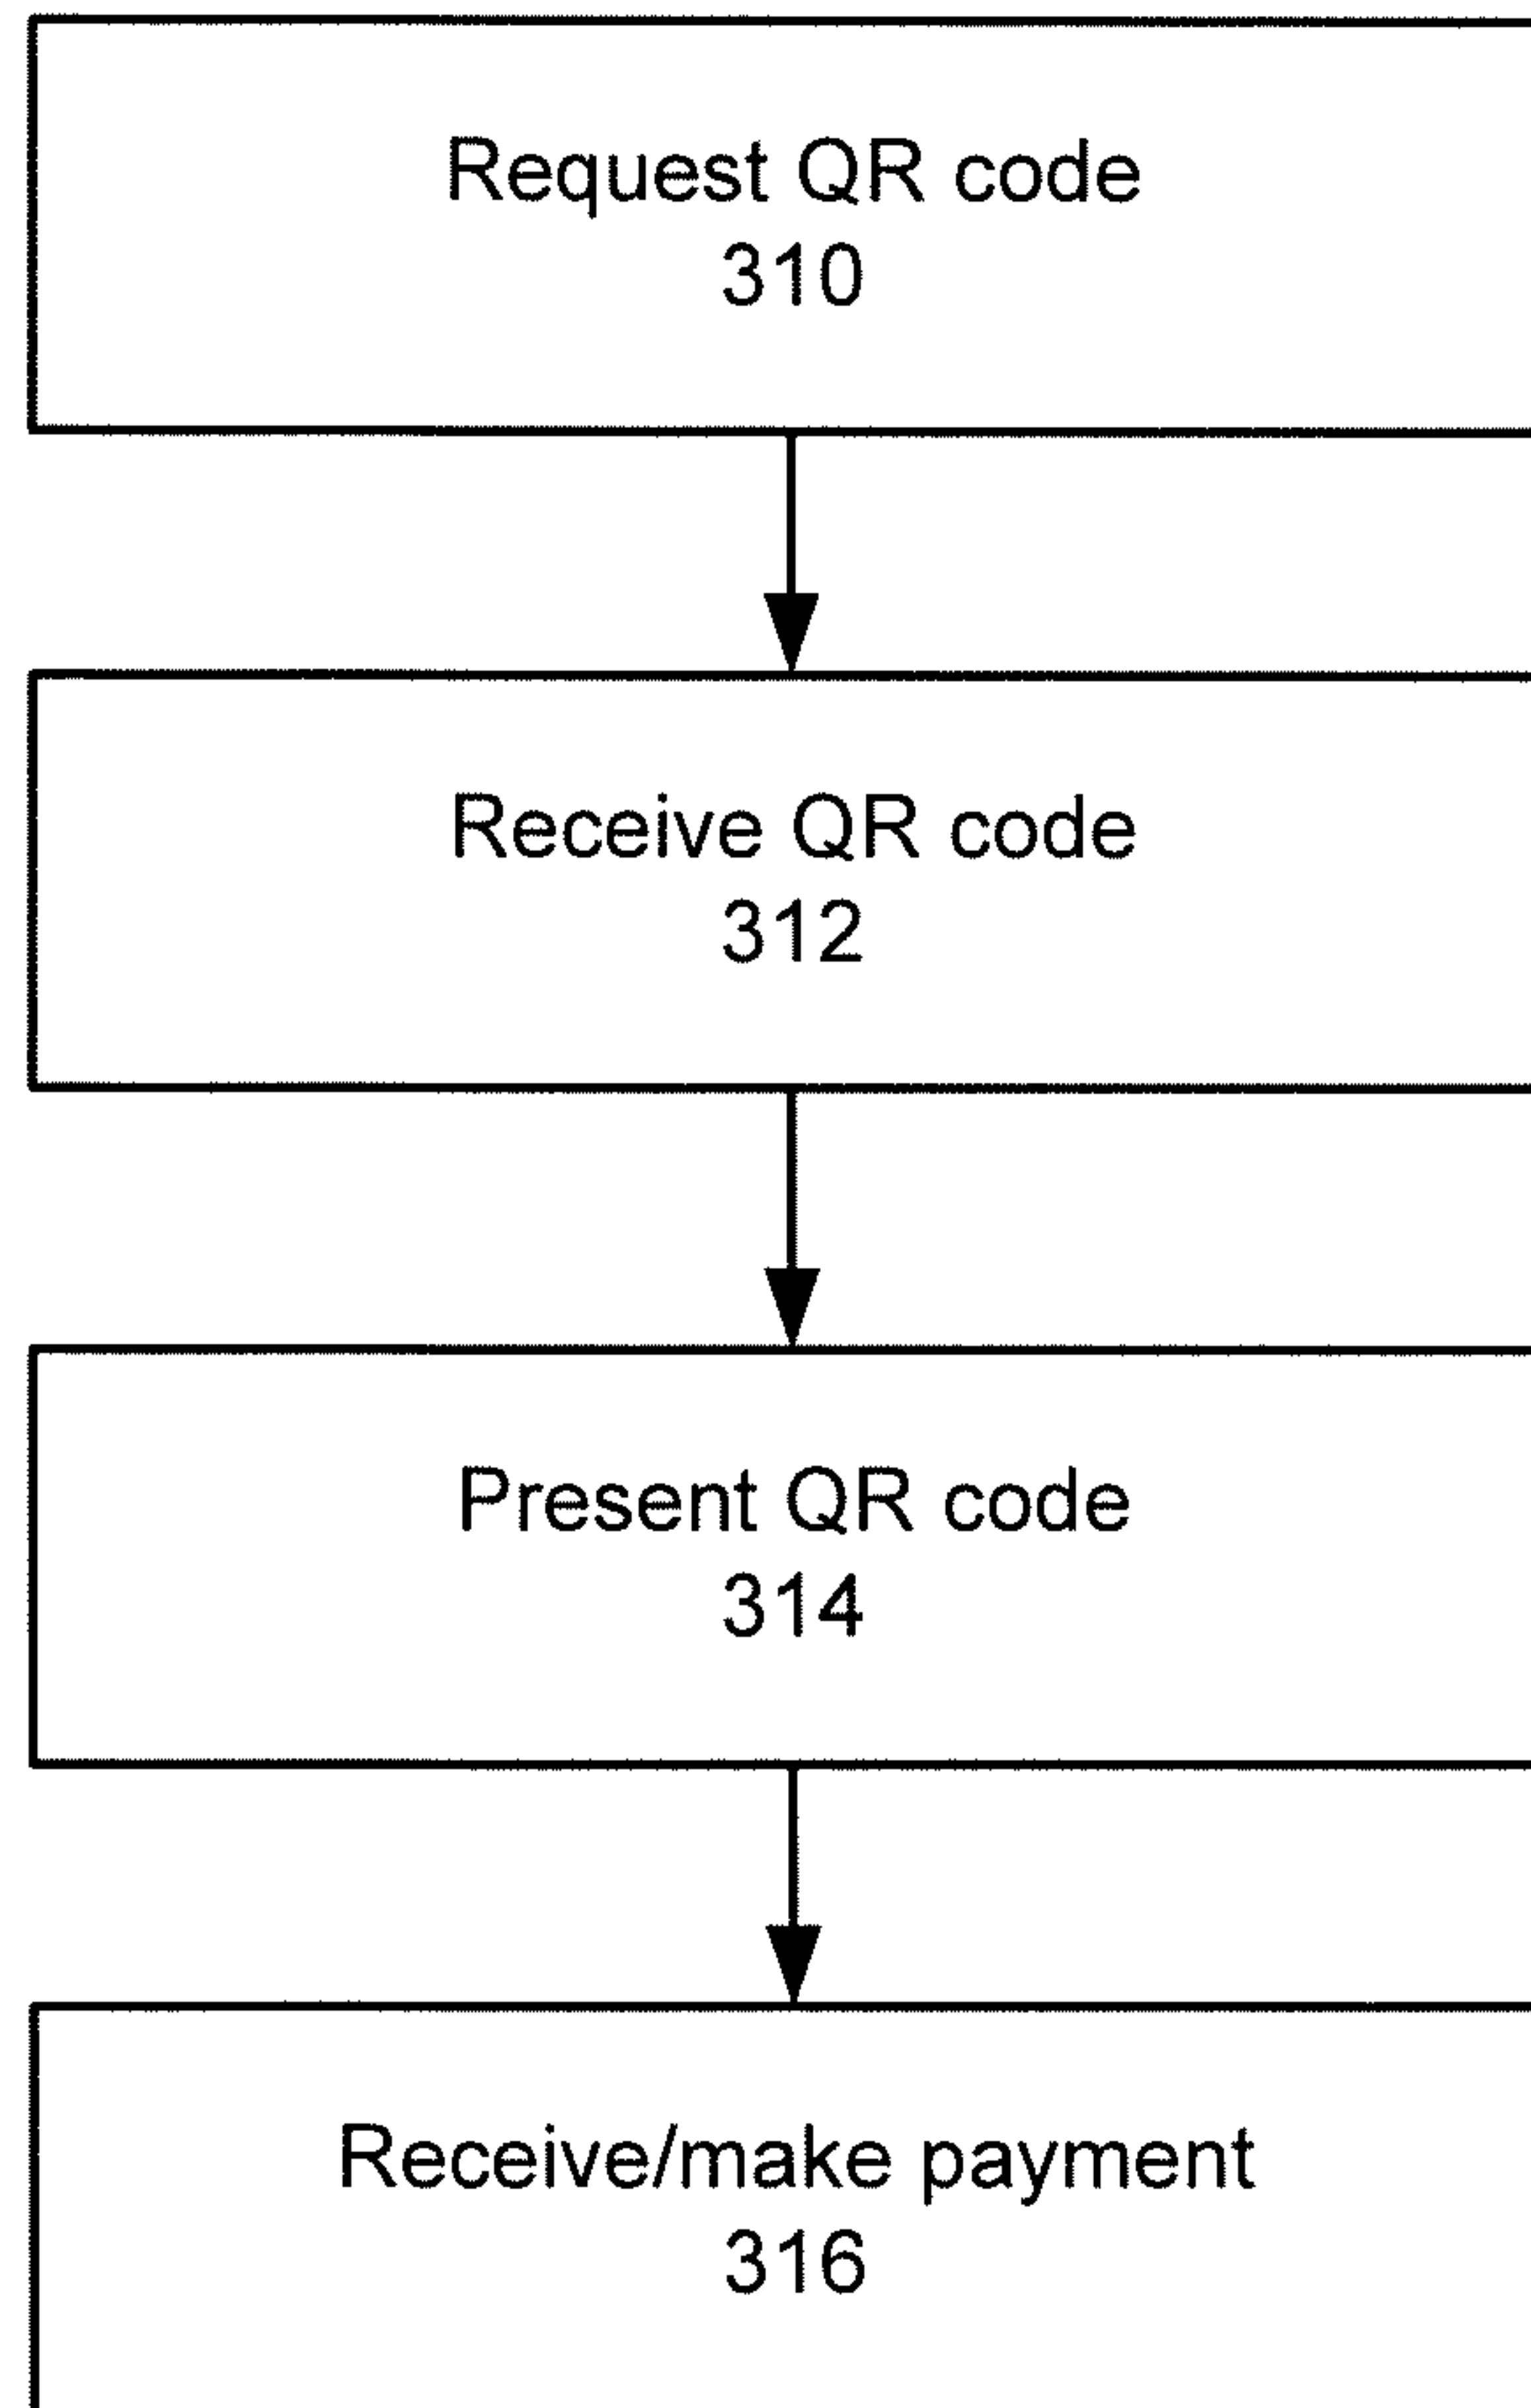 Request QR code
310
Receive QR code
312
Present QR code
314
Receive/make payment
316